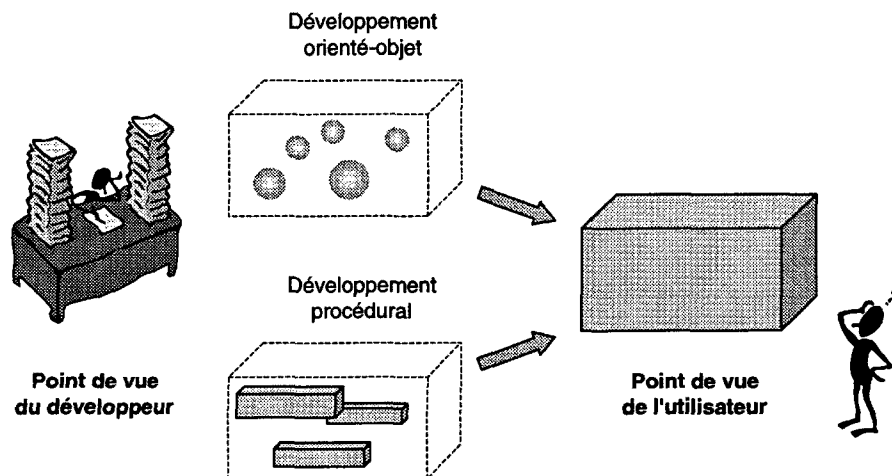 Développement
orienté-objet
Développement
procédural
Point de vue
du développeur
Point de vue
de l'utilisateur